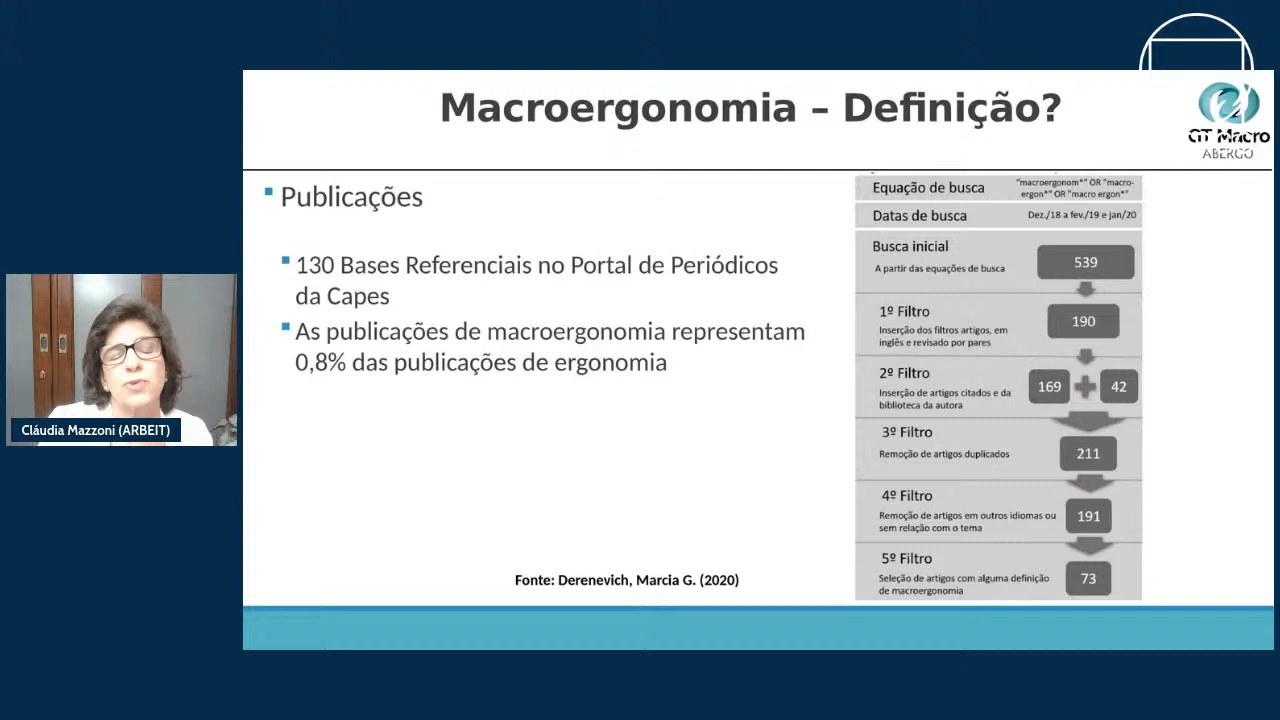 Macroergonomia – Definição?
GT Macro
ABERGO
Publicações
130 Bases Referenciais no Portal de Periódicos
da Capes
As publicações de macroergonomia representam
0,8% das publicações de ergonomia
Fonte: Derenevich, Marcia G. (2020)
Equação de busca
"macroergonom*" OR "macro-
ergon*" OR "macro ergon*"
Datas de busca
Dez./18 a fev./19 e jan/20
Busca inicial
A partir das equações de busca
539
1º Filtro
Inserção dos filtros artigos, em
inglês e revisado por pares
190
2º Filtro
Inserção de artigos citados e da
biblioteca da autora
169
42
3º Filtro
Remoção de artigos duplicados
211
4º Filtro
Remoção de artigos em outros idiomas ou
sem relação com o tema
191
5º Filtro
Seleção de artigos com alguma definição
de macroergonomia
73
Cláudia Mazzoni (ARBEIT)